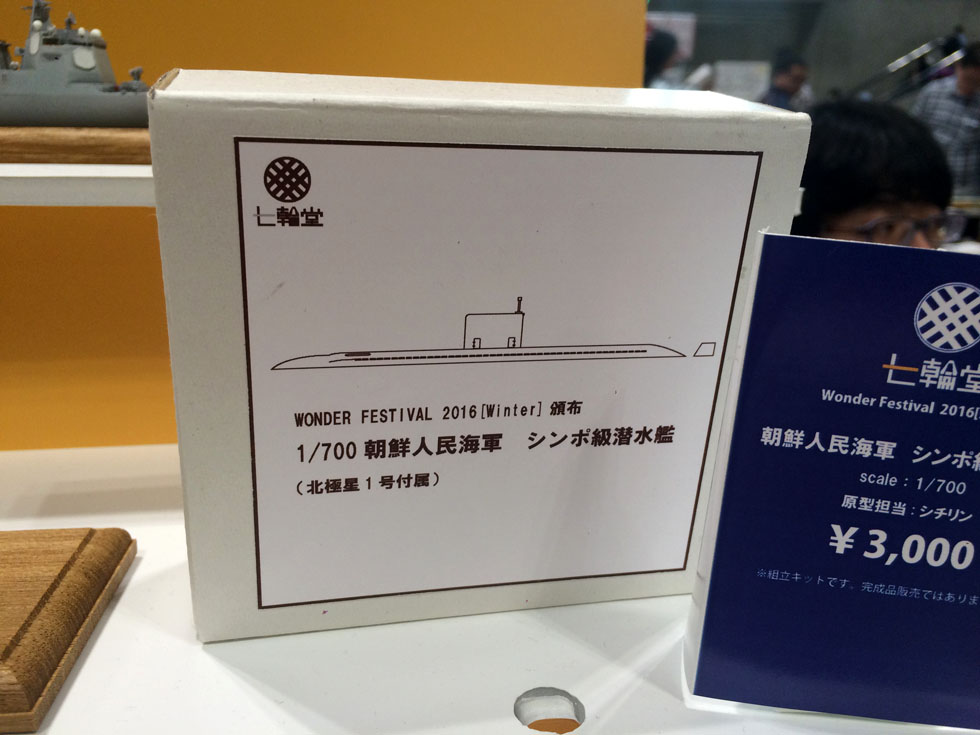 七輪堂
WONDER FESTIVAL 2016[Winter] 頒布
1/700 朝鮮人民海軍 シンポ級潜水艦
（北極星1号付属）
七輪堂
Wonder Festival 2016[
朝鮮人民海軍 シンポ級
scale : 1/700
原型担当 : シチリン
¥3,000
※組立キットです。完成品販売ではありま